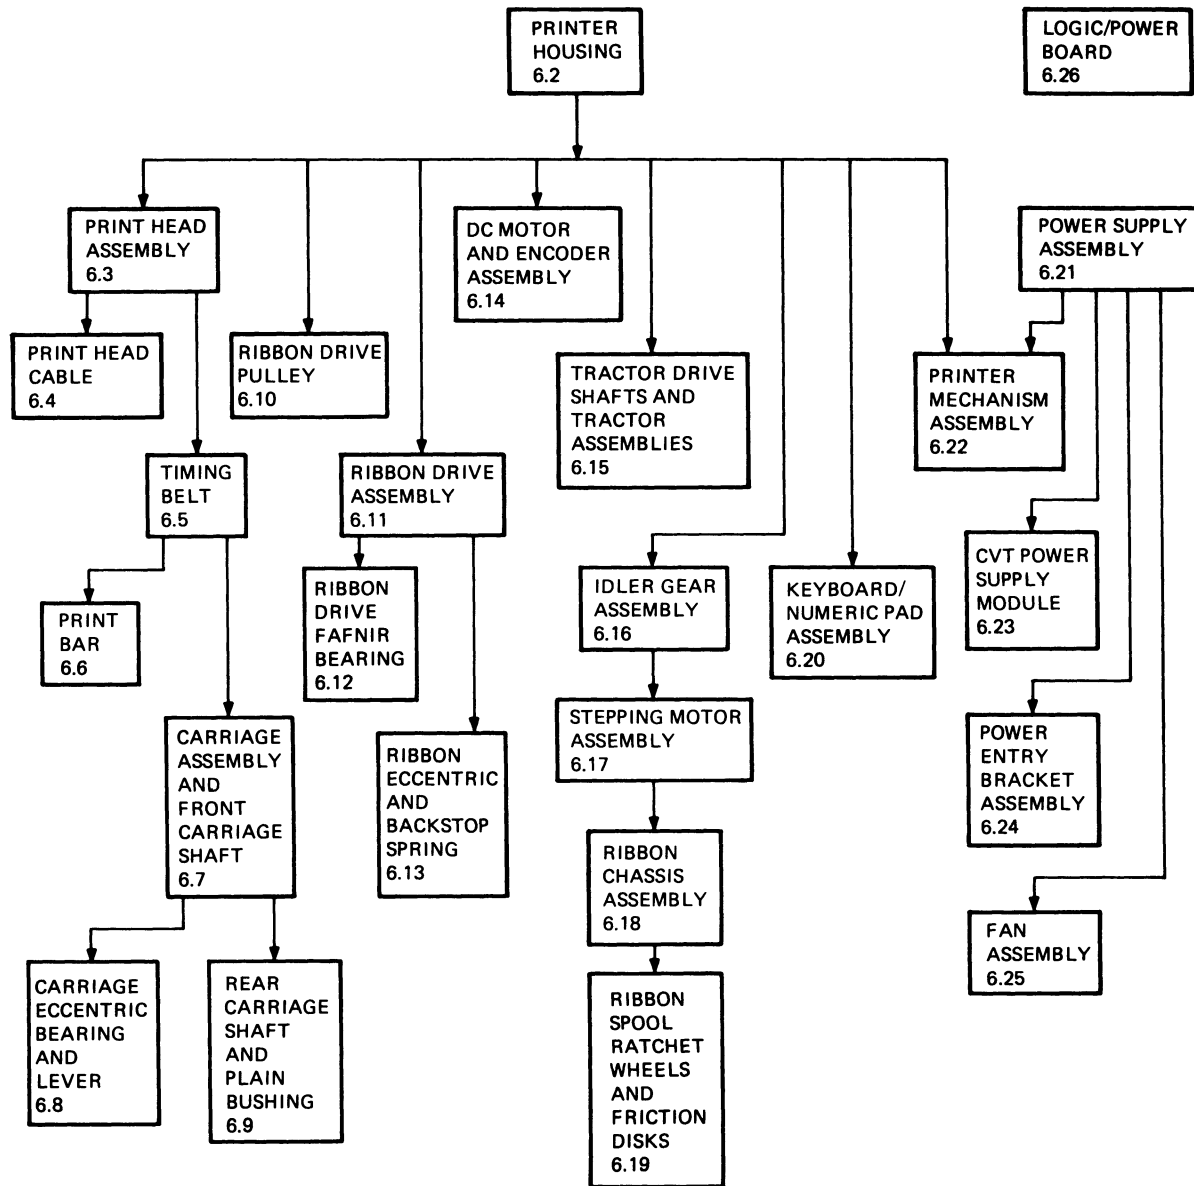 PRINTER
HOUSING
6.2
LOGIC/POWER
BOARD
6.26
PRINT HEAD
ASSEMBLY
6.3
DC MOTOR
AND ENCODER
ASSEMBLY
6.14
POWER SUPPLY
ASSEMBLY
6.21
PRINT HEAD
CABLE
6.4
RIBBON DRIVE
PULLEY
6.10
TRACTOR DRIVE
SHAFTS AND
TRACTOR
ASSEMBLIES
6.15
PRINTER
MECHANISM
ASSEMBLY
6.22
TIMING
BELT
6.5
RIBBON DRIVE
ASSEMBLY
6.11
PRINT
BAR
6.6
RIBBON
DRIVE
FAFNIR
BEARING
6.12
IDLER GEAR
ASSEMBLY
6.16
KEYBOARD/
NUMERIC PAD
ASSEMBLY
6.20
CVT POWER
SUPPLY
MODULE
6.23
CARRIAGE
ASSEMBLY
AND
FRONT
CARRIAGE
SHAFT
6.7
RIBBON
ECCENTRIC
AND
BACKSTOP
SPRING
6.13
STEPPING MOTOR
ASSEMBLY
6.17
POWER
ENTRY
BRACKET
ASSEMBLY
6.24
RIBBON
CHASSIS
ASSEMBLY
6.18
FAN
ASSEMBLY
6.25
CARRIAGE
ECCENTRIC
BEARING
AND
LEVER
6.8
REAR
CARRIAGE
SHAFT
AND
PLAIN
BUSHING
6.9
RIBBON
SPOOL
RATCHET
WHEELS
AND
FRICTION
DISKS
6.19